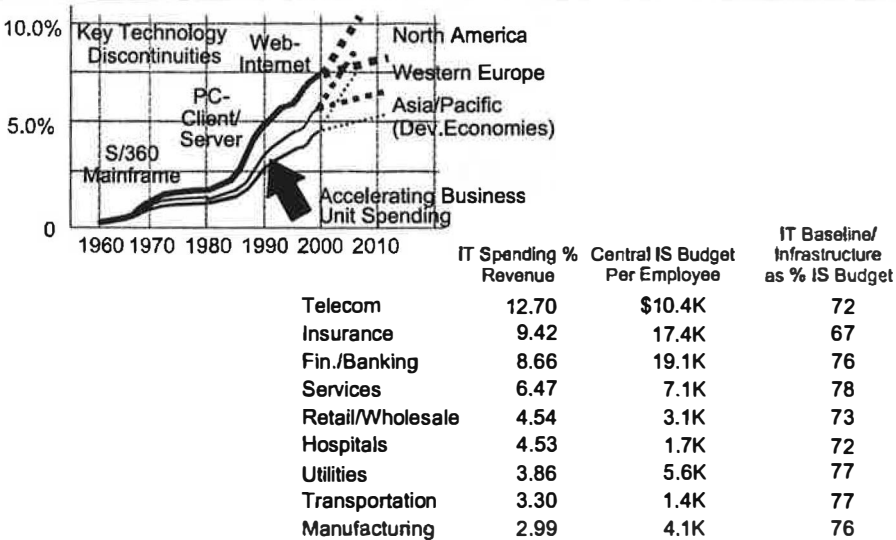 10.0%
Key Technology
Discontinuities
Web-
Internet
North America
Western Europe
PC-
Client/
Server
Asia/Pacific
(Dev.Economies)
5.0%
S/360
Mainframe
Accelerating Business
Unit Spending
0
1960 1970 1980 1990 2000 2010
IT Spending %
Revenue
Central IS Budget
Per Employee
IT Baseline/
Infrastructure
as % IS Budget
Telecom 12.70 $10.4K 72
Insurance 9.42 17.4K 67
Fin./Banking 8.66 19.1K 76
Services 6.47 7.1K 78
Retail/Wholesale 4.54 3.1K 73
Hospitals 4.53 1.7K 72
Utilities 3.86 5.6K 77
Transportation 3.30 1.4K 77
Manufacturing 2.99 4.1K 76